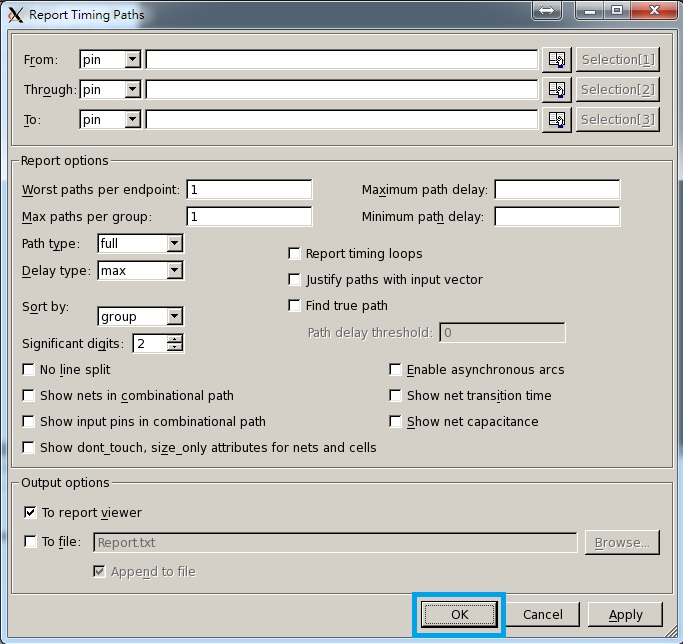 Report Timing Paths
From: pin Selection[1]
Through: pin Selection[2]
To: pin Selection[3]
Report options
Worst paths per endpoint: 1 Maximum path delay:
Max paths per group: 1 Minimum path delay:
Path type: full
Report timing loops
Delay type: max
Justify paths with input vector
Sort by: group
Find true path
Path delay threshold: 0
Significant digits: 2
No line split Enable asynchronous arcs
Show nets in combinational path Show net transition time
Show input pins in combinational path Show net capacitance
Show dont_touch, size_only attributes for nets and cells
Output options
To report viewer
To file: Report.txt Browse...
Append to file
OK Cancel Apply